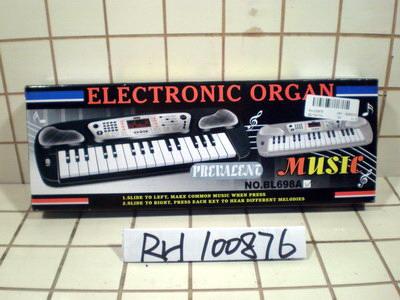 ELECTRONIC ORGAN
PREVALENT
MUSIC
NO.BL698A
1.SLIDE TO LEFT, MAKE COMMON MUSIC WHEN PRESS
2.SLIDE TO RIGHT, PRESS EACH KEY TO HEAR DIFFERENT MELODIES
RH 100876